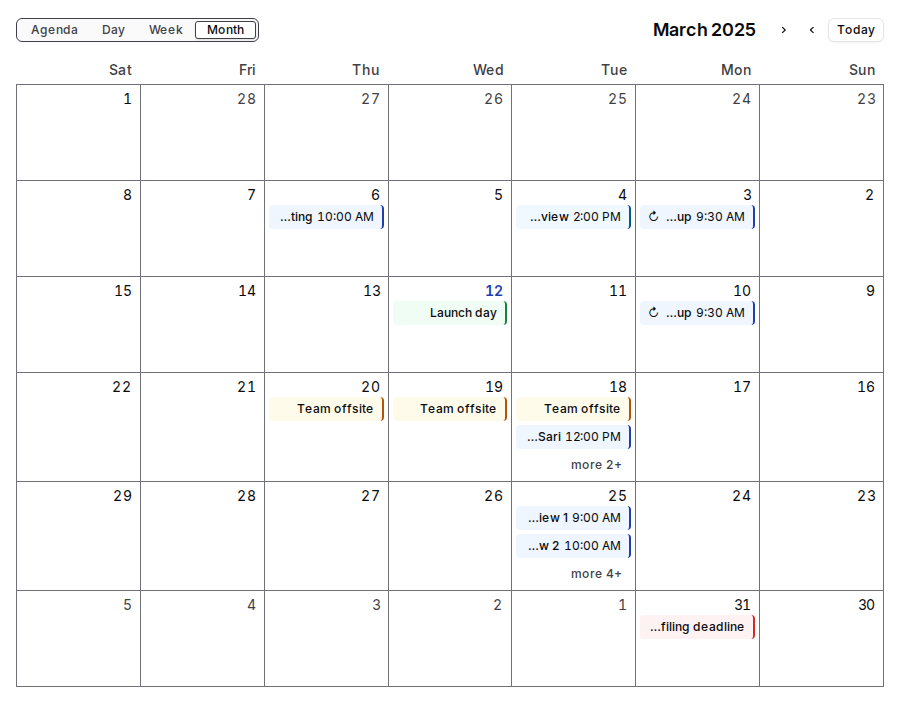 Agenda Day Week Month
March 2025
Today
Sun Mon Tue Wed Thu Fri Sat
23 24 25 26 27 28 1
2 3 4 5 6 7 8
...up 9:30 AM
...view 2:00 PM
...ting 10:00 AM
9 10 11 12 13 14 15
...up 9:30 AM
Launch day
16 17 18 19 20 21 22
Team offsite
Team offsite
Team offsite
...Sari 12:00 PM
more 2+
23 24 25 26 27 28 29
...iew 1 9:00 AM
...w 2 10:00 AM
more 4+
30 31 1 2 3 4 5
...filing deadline